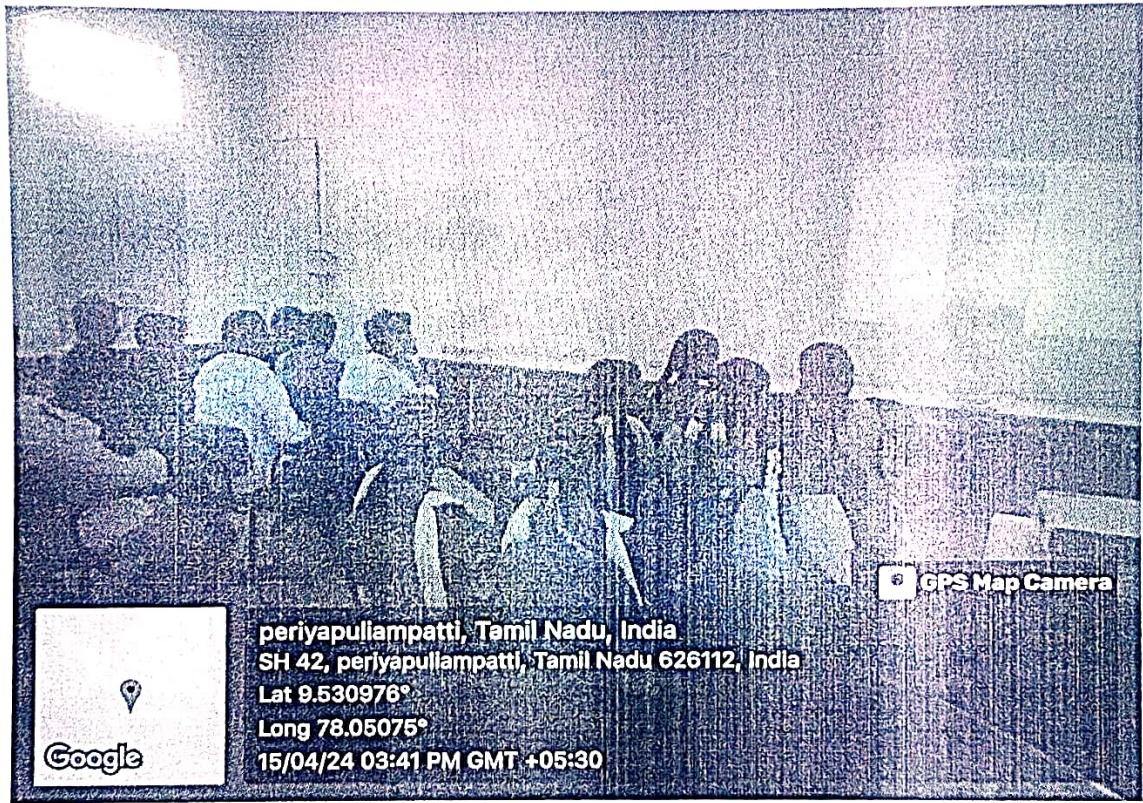 GPS Map Camera
periyapuliampatti, Tamil Nadu, India
SH 42, periyapuliampatti, Tamil Nadu 626112, India
Lat 9.530976°
Long 78.05075°
15/04/24 03:41 PM GMT +05:30
Google